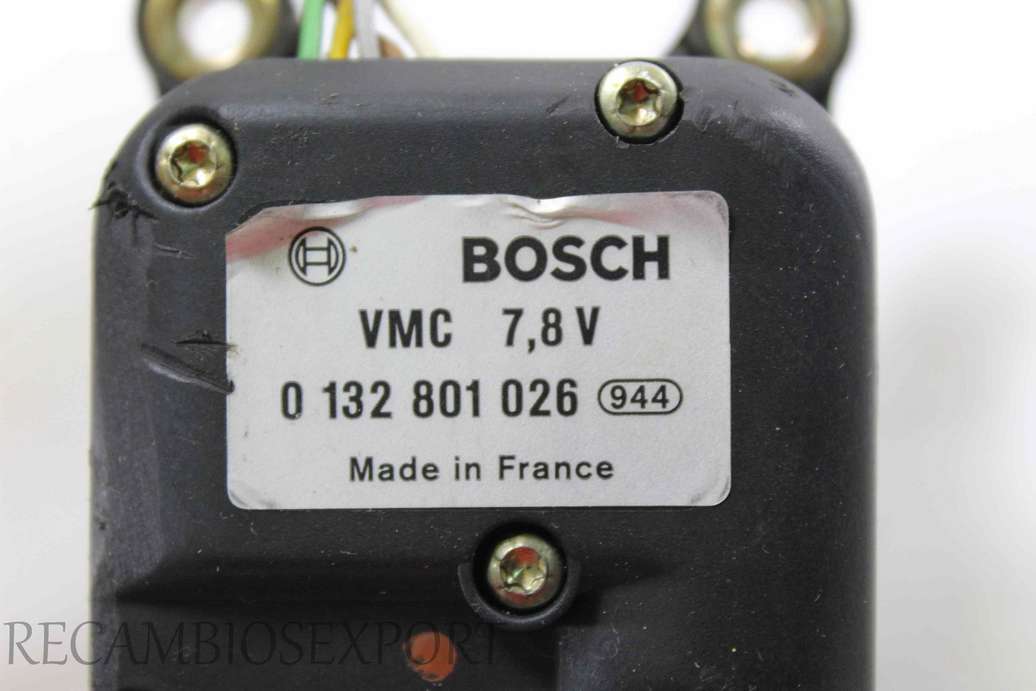 BOSCH
VMC 7,8 V
0 132 801 026 944
Made in France
RECAMBIOSEXPORT